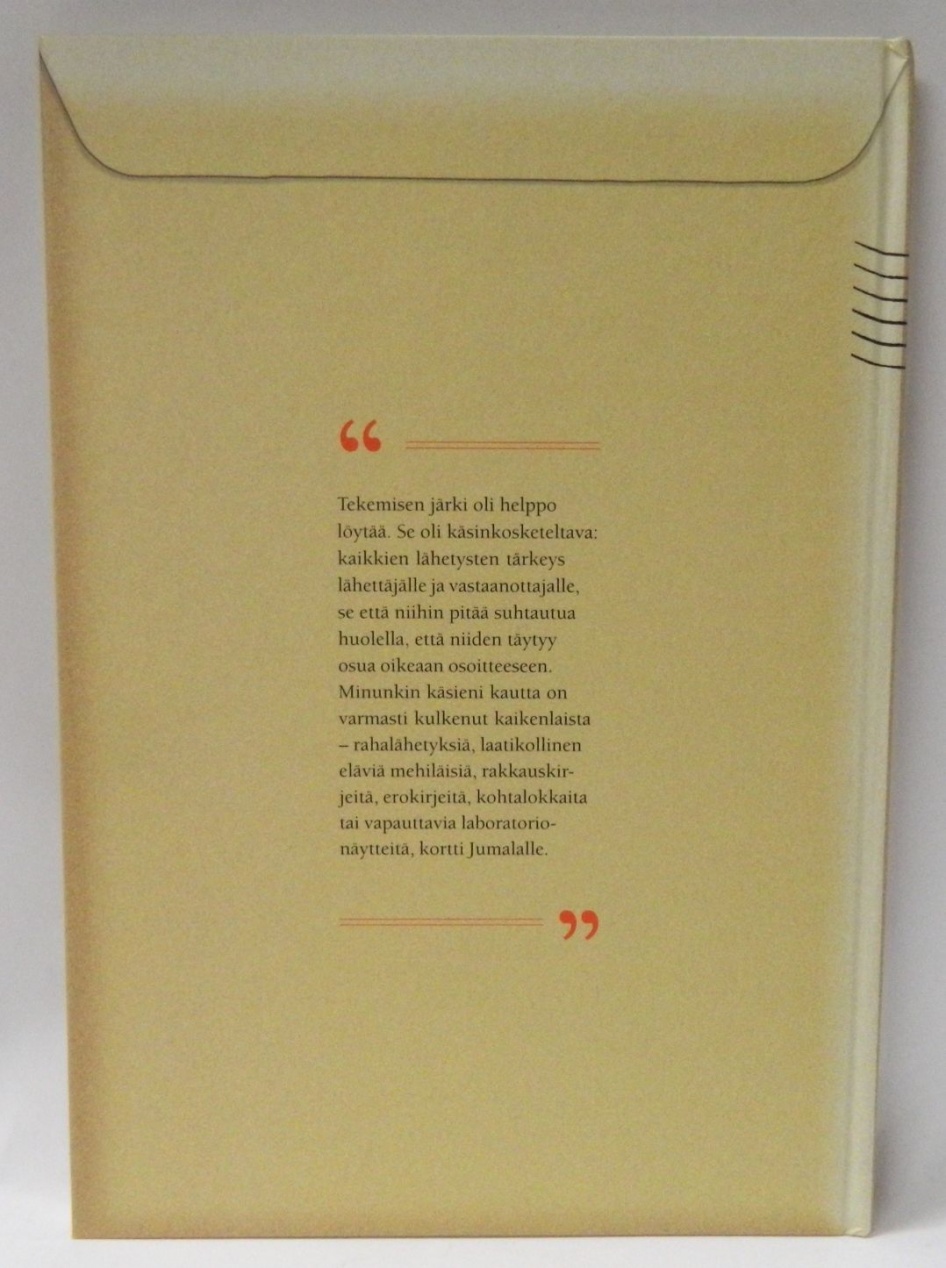 “
Tekemisen järki oli helppo
löytää. Se oli käsinkosketeltava:
kaikkien lähetysten tärkeys
lähettäjälle ja vastaanottajalle,
se että niihin pitää suhtautua
huolella, että niiden täytyy
osua oikeaan osoitteeseen.
Minunkin käsieni kautta on
varmasti kulkenut kaikenlaista
– rahalähetyksiä, laatikollinen
eläviä mehiläisiä, rakkauskir-
jeitä, erokirjeitä, kohtalokkaita
tai vapauttavia laboratorio-
näytteitä, kortti Jumalalle.
”